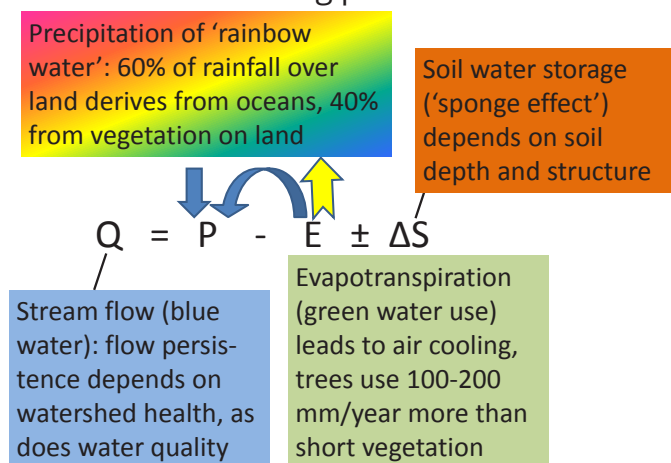 Precipitation of ‘rainbow
water’: 60% of rainfall over
land derives from oceans, 40%
from vegetation on land
Soil water storage
(‘sponge effect’)
depends on soil
depth and structure
Q = P - E ± ΔS
Stream flow (blue
water): flow persis-
tence depends on
watershed health, as
does water quality
Evapotranspiration
(green water use)
leads to air cooling,
trees use 100-200
mm/year more than
short vegetation